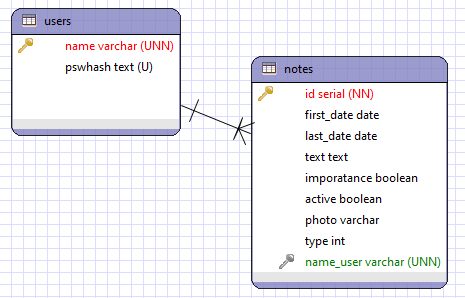 users
name varchar (UNN)
pswhash text (U)
notes
id serial (NN)
first_date date
last_date date
text text
imporatance boolean
active boolean
photo varchar
type int
name_user varchar (UNN)